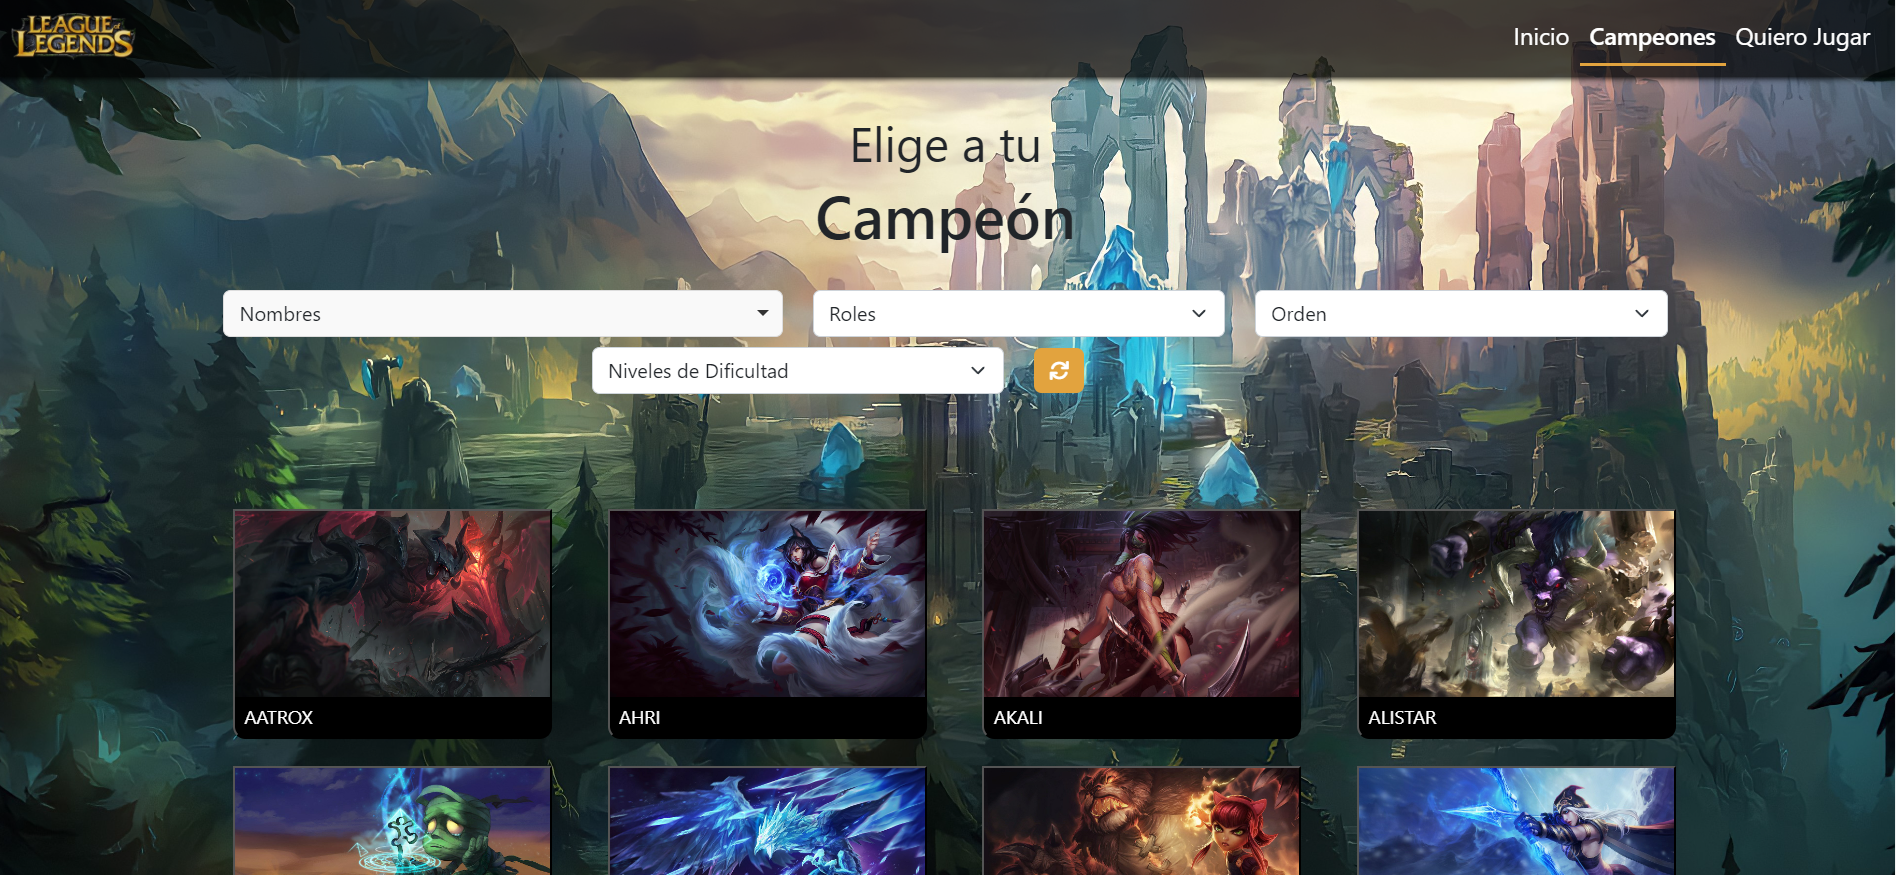 LEAGUE of
LEGENDS
Inicio Campeones Quiero Jugar
Elige a tu
Campeón
Nombres Roles Orden
Niveles de Dificultad
AATROX AHRI AKALI ALISTAR